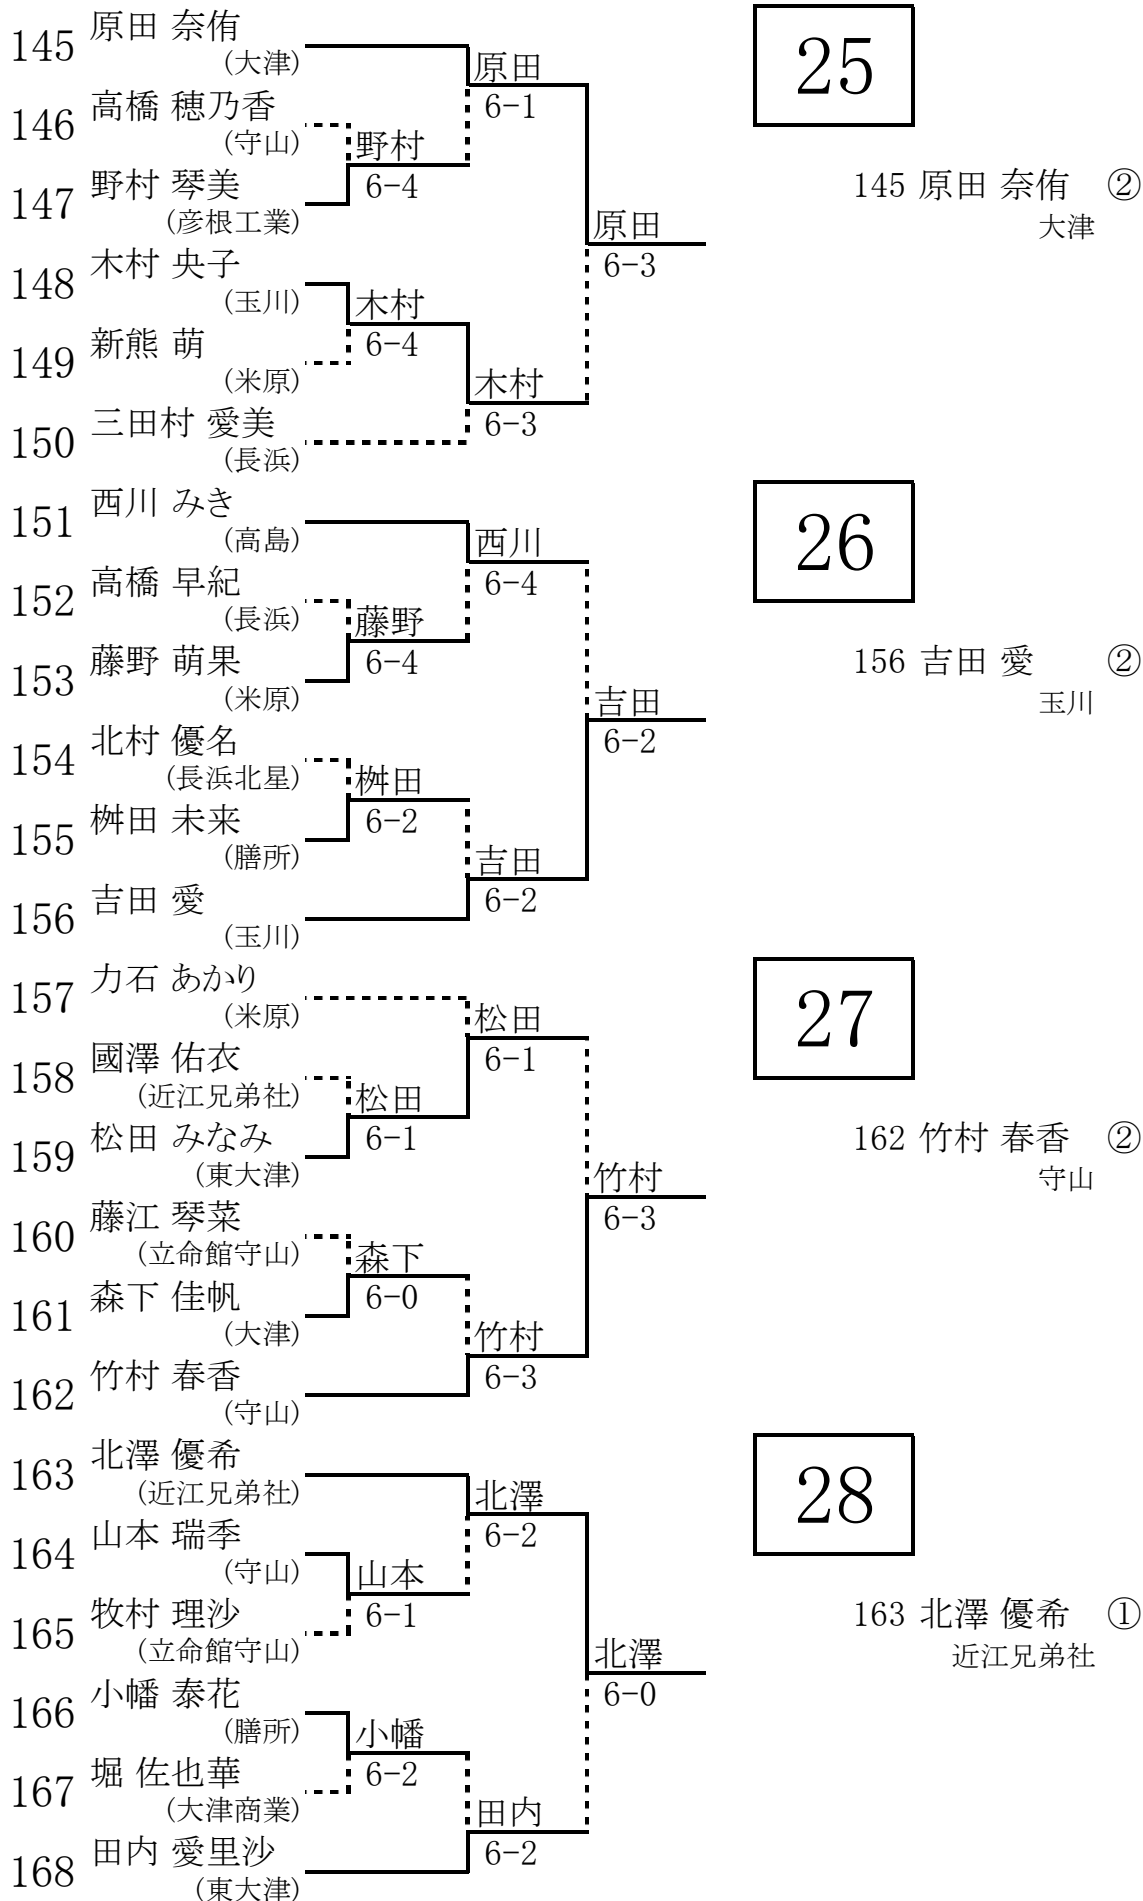 145 原田 奈侑
(大津)
146 高橋 穂乃香
(守山)
147 野村 琴美
(彦根工業)
148 木村 央子
(玉川)
149 新熊 萌
(米原)
150 三田村 愛美
(長浜)
野村
6-4
木村
6-4
原田
6-1
木村
6-3
原田
6-3
25
145 原田 奈侑 ②
大津
151 西川 みき
(高島)
152 高橋 早紀
(長浜)
153 藤野 萌果
(米原)
154 北村 優名
(長浜北星)
155 桝田 未来
(膳所)
156 吉田 愛
(玉川)
藤野
6-4
桝田
6-2
西川
6-4
吉田
6-2
吉田
6-2
26
156 吉田 愛 ②
玉川
157 力石 あかり
(米原)
158 國澤 佑衣
(近江兄弟社)
159 松田 みなみ
(東大津)
160 藤江 琴菜
(立命館守山)
161 森下 佳帆
(大津)
162 竹村 春香
(守山)
松田
6-1
森下
6-0
松田
6-1
竹村
6-3
竹村
6-3
27
162 竹村 春香 ②
守山
163 北澤 優希
(近江兄弟社)
164 山本 瑞季
(守山)
165 牧村 理沙
(立命館守山)
166 小幡 泰花
(膳所)
167 堀 佐也華
(大津商業)
168 田内 愛里沙
(東大津)
山本
6-1
小幡
6-2
北澤
6-2
田内
6-2
北澤
6-0
28
163 北澤 優希 ①
近江兄弟社